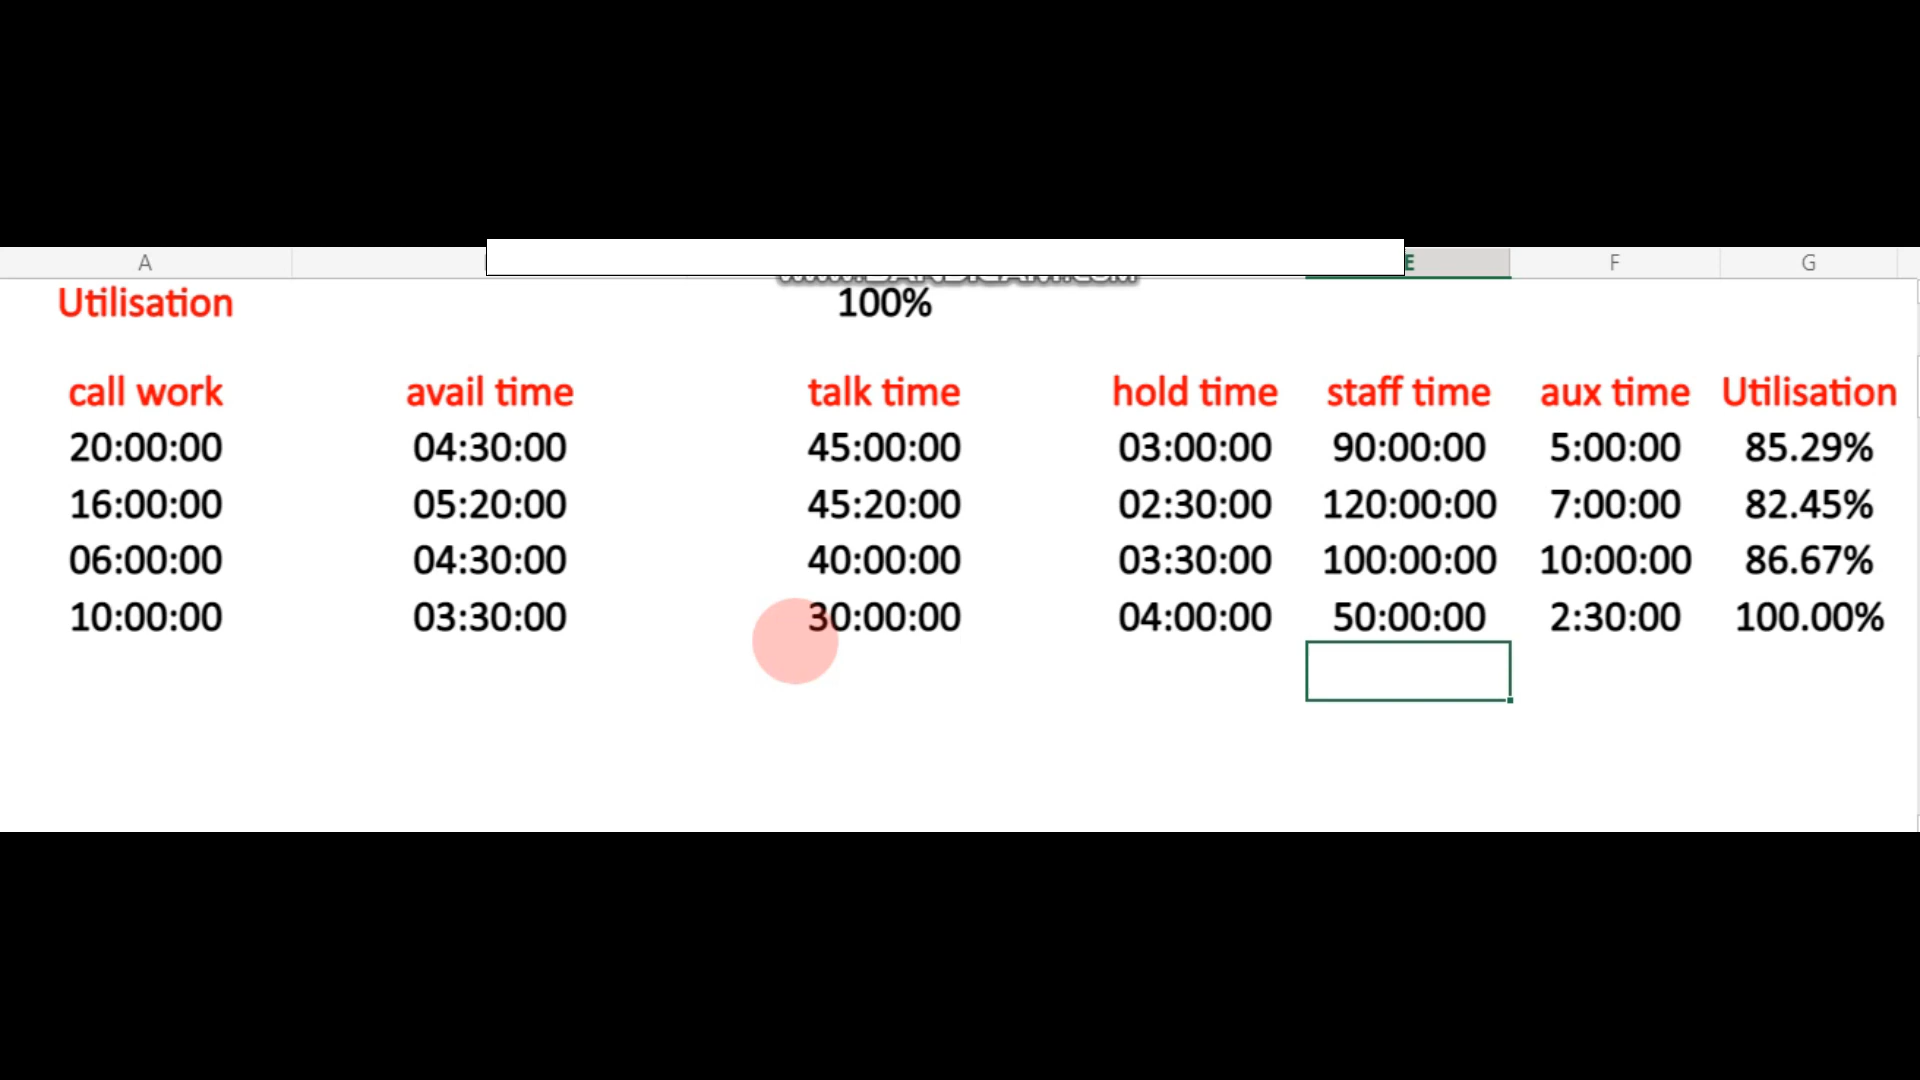 A E F G
Utilisation 100%
call work avail time talk time hold time staff time aux time Utilisation
20:00:00 04:30:00 45:00:00 03:00:00 90:00:00 5:00:00 85.29%
16:00:00 05:20:00 45:20:00 02:30:00 120:00:00 7:00:00 82.45%
06:00:00 04:30:00 40:00:00 03:30:00 100:00:00 10:00:00 86.67%
10:00:00 03:30:00 30:00:00 04:00:00 50:00:00 2:30:00 100.00%